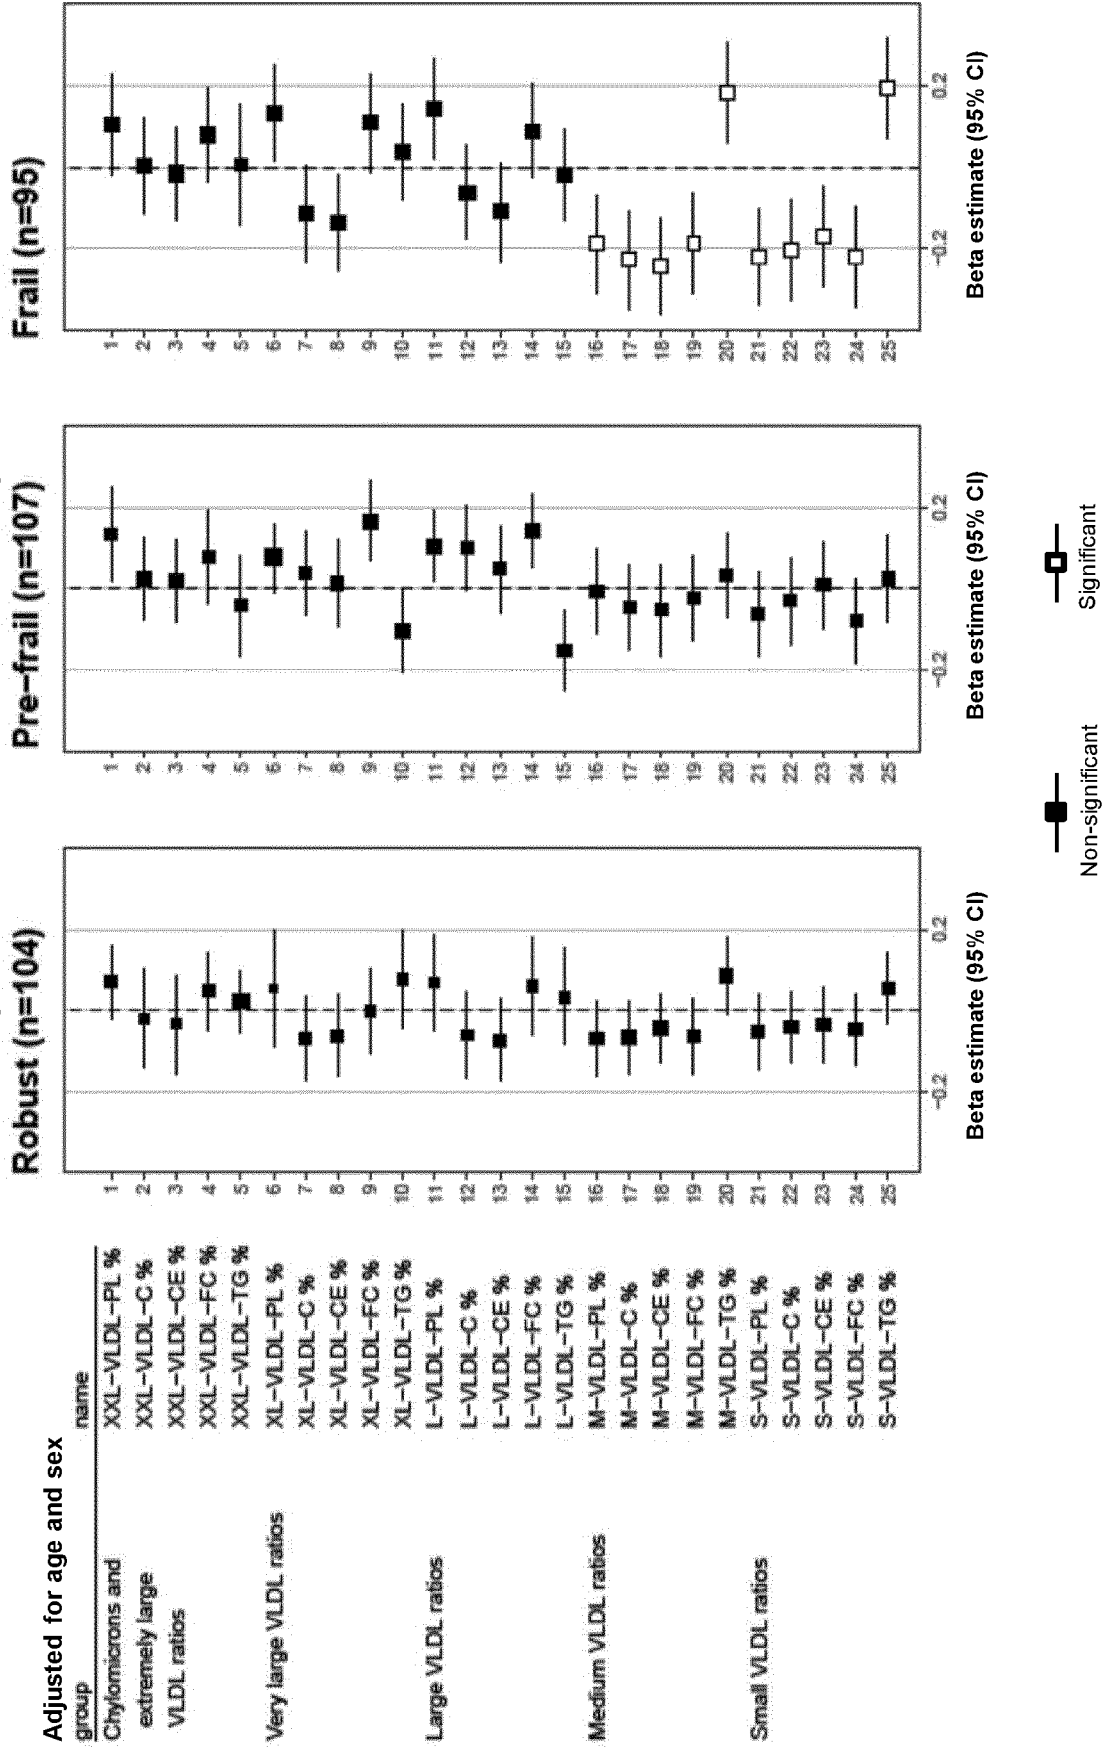 Adjusted for age and sex
group name
Chylomicrons and XXL-VLDL-PL %
extremely large XXL-VLDL-C %
VLDL ratios XXL-VLDL-CE %
XXL-VLDL-FC %
XXL-VLDL-TG %
Very large VLDL ratios XL-VLDL-PL %
XL-VLDL-C %
XL-VLDL-CE %
XL-VLDL-FC %
XL-VLDL-TG %
Large VLDL ratios L-VLDL-PL %
L-VLDL-C %
L-VLDL-CE %
L-VLDL-FC %
L-VLDL-TG %
Medium VLDL ratios M-VLDL-PL %
M-VLDL-C %
M-VLDL-CE %
M-VLDL-FC %
M-VLDL-TG %
Small VLDL ratios S-VLDL-PL %
S-VLDL-C %
S-VLDL-CE %
S-VLDL-FC %
S-VLDL-TG %
Robust (n=104)
1
2
3
4
5
6
7
8
9
10
11
12
13
14
15
16
17
18
19
20
21
22
23
24
25
-0.2 0.2
Beta estimate (95% CI)
Pre-frail (n=107)
1
2
3
4
5
6
7
8
9
10
11
12
13
14
15
16
17
18
19
20
21
22
23
24
25
-0.2 0.2
Beta estimate (95% CI)
Frail (n=95)
1
2
3
4
5
6
7
8
9
10
11
12
13
14
15
16
17
18
19
20
21
22
23
24
25
-0.2 0.2
Beta estimate (95% CI)
Non-significant
Significant